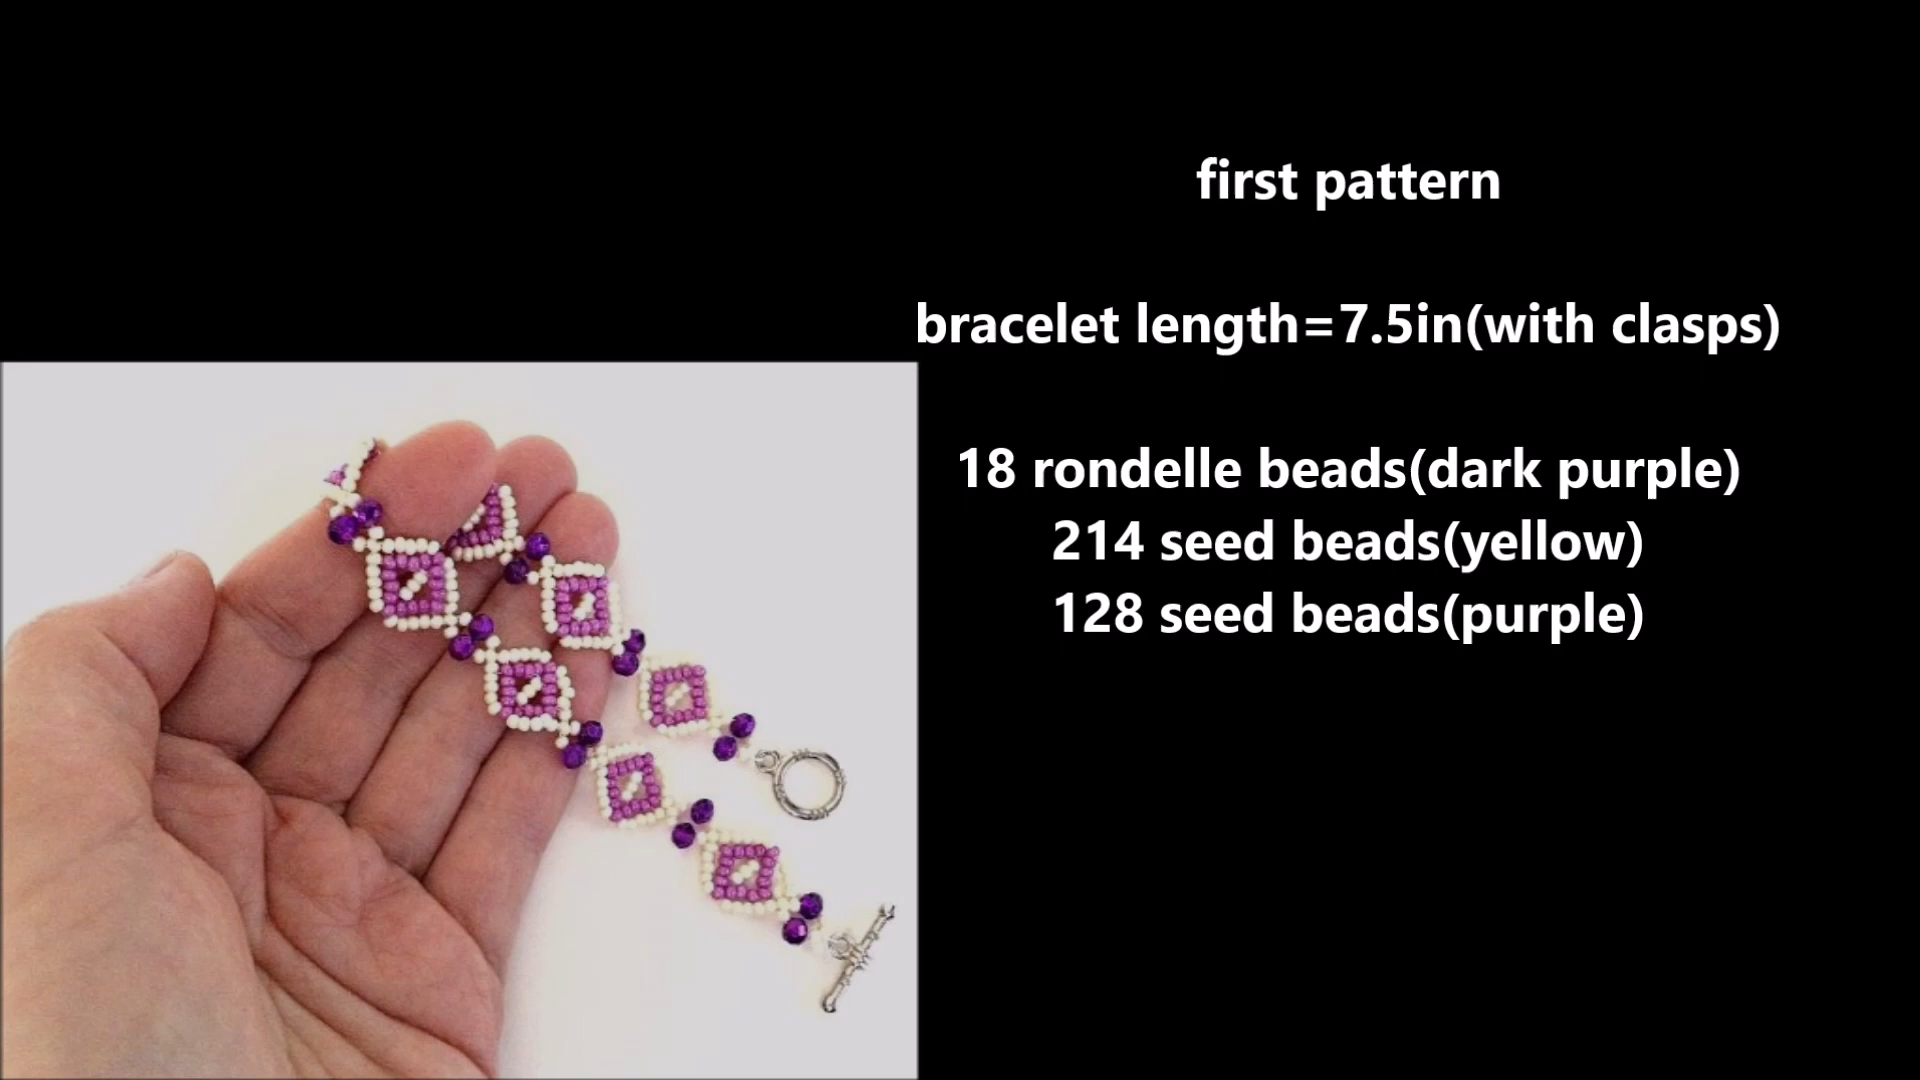 first pattern
bracelet length=7.5in(with clasps)
18 rondelle beads(dark purple)
214 seed beads(yellow)
128 seed beads(purple)